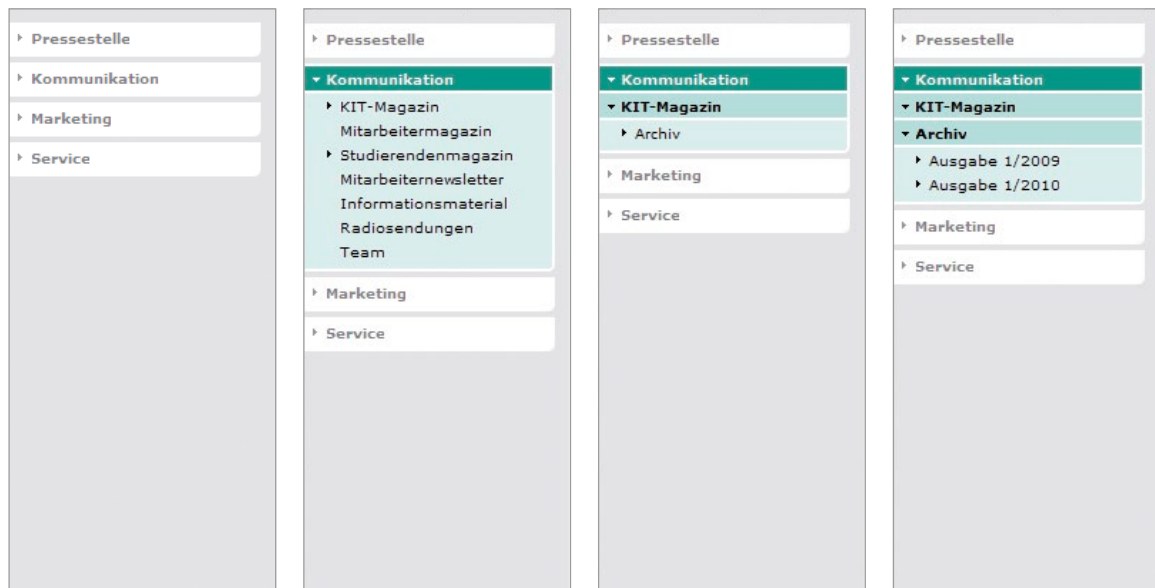 Pressestelle
Kommunikation
Marketing
Service
Pressestelle
Kommunikation
KIT-Magazin
Mitarbeitermagazin
Studierendenmagazin
Mitarbeiternewsletter
Informationsmaterial
Radiosendungen
Team
Marketing
Service
Pressestelle
Kommunikation
KIT-Magazin
Archiv
Marketing
Service
Pressestelle
Kommunikation
KIT-Magazin
Archiv
Ausgabe 1/2009
Ausgabe 1/2010
Marketing
Service